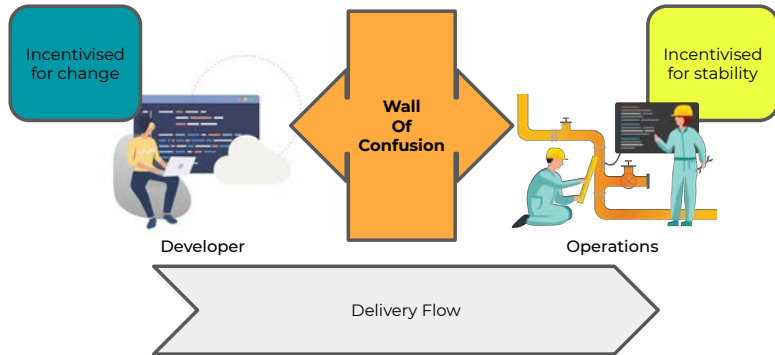 Incentivised
for change
Wall
Of
Confusion
Incentivised
for stability
Developer
Operations
Delivery Flow